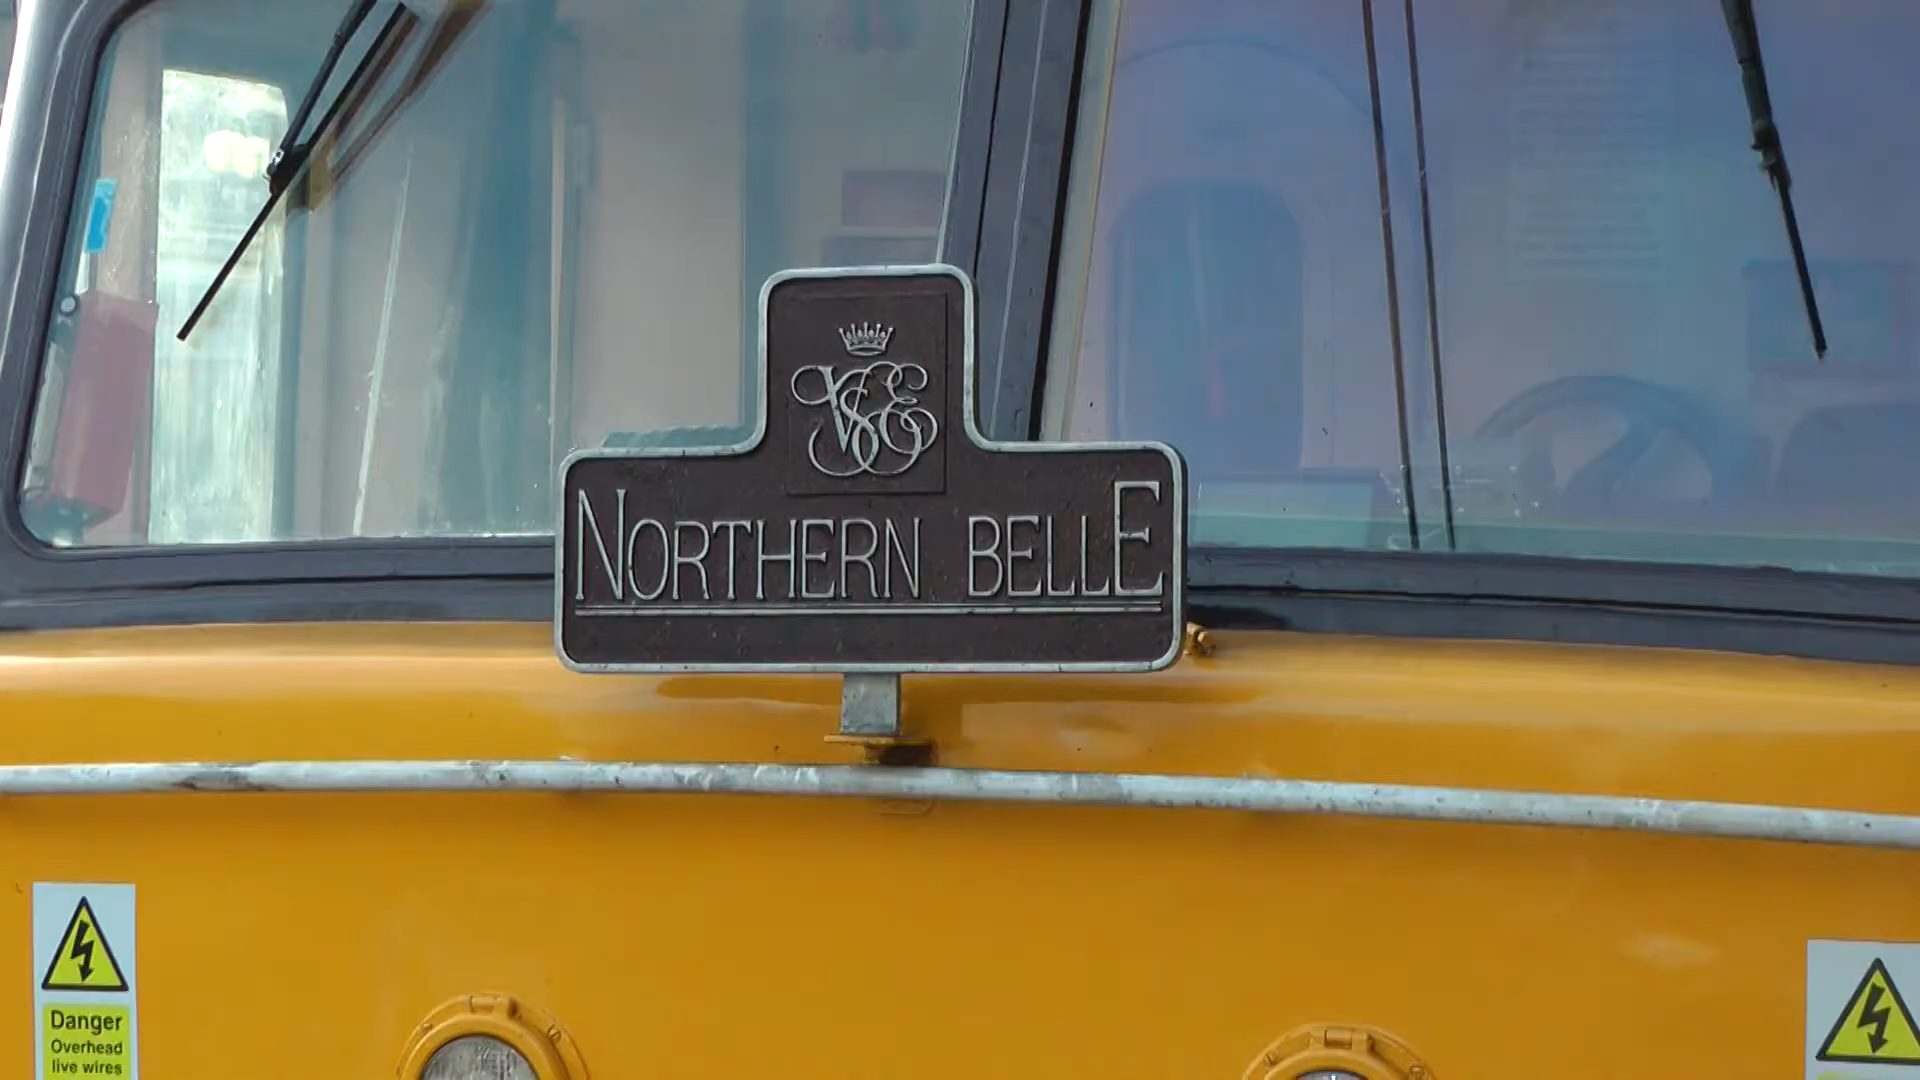 VSOE
NORTHERN BELLE
Danger
Overhead
live wires